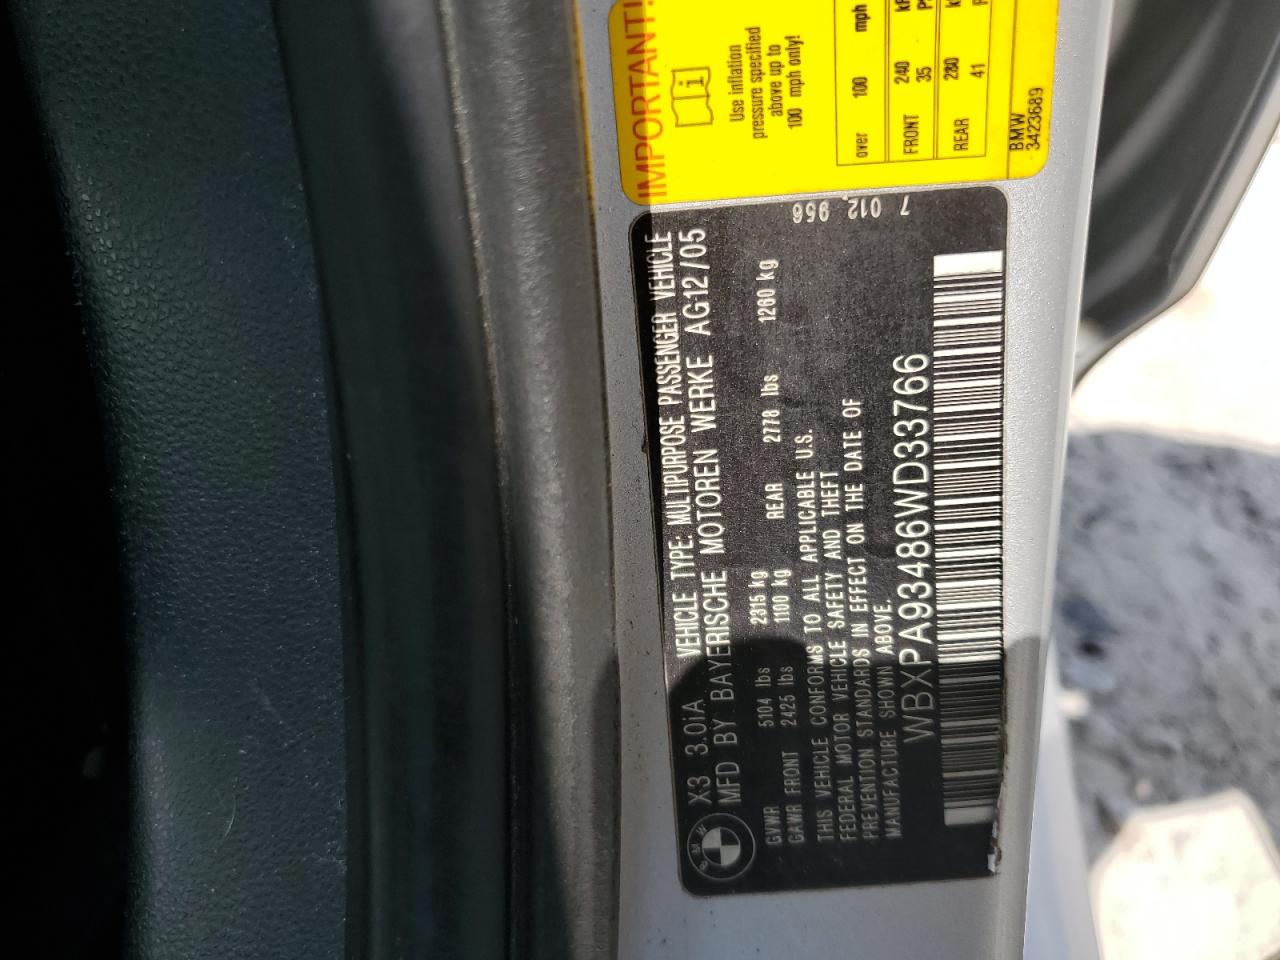 X3 3.0iA VEHICLE TYPE: MULTIPURPOSE PASSENGER VEHICLE
BMW
MFD BY BAYERISCHE MOTOREN WERKE AG12/05
GVWR 5104 lbs 2315 kg
GAWR FRONT 2425 lbs 1100 kg REAR 2778 lbs 1260 kg
THIS VEHICLE CONFORMS TO ALL APPLICABLE U.S.
FEDERAL MOTOR VEHICLE SAFETY AND THEFT
PREVENTION STANDARDS IN EFFECT ON THE DATE OF
MANUFACTURE SHOWN ABOVE.
WBXPA93486WD33766
7 012 956
IMPORTANT!
Use inflation
pressure specified
above up to
100 mph only!
over 100 mph
FRONT 240
35
REAR 280
41
BMW
3423689